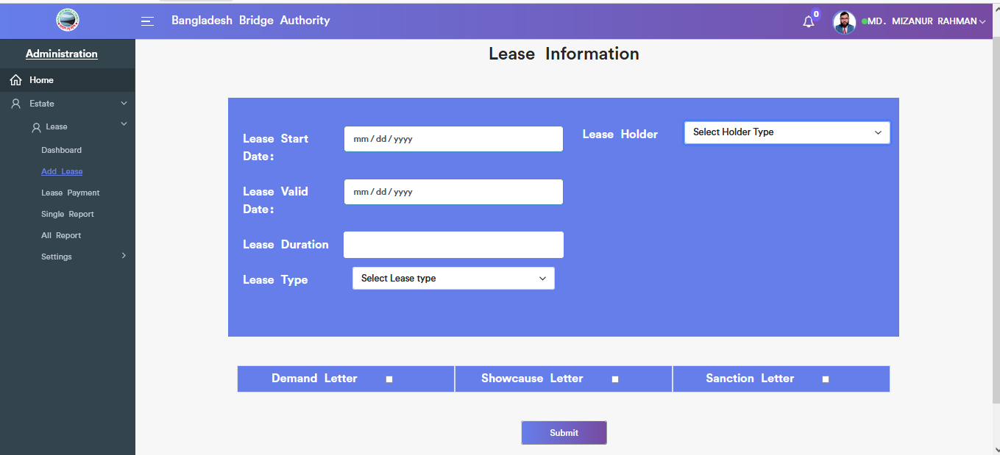 Bangladesh Bridge Authority
0
MD. MIZANUR RAHMAN
Administration
Home
Estate
Lease
Dashboard
Add Lease
Lease Payment
Single Report
All Report
Settings
Lease Information
Lease Start
Date:
mm/dd/yyyy
Lease Holder
Select Holder Type
Lease Valid
Date:
mm/dd/yyyy
Lease Duration
Lease Type
Select Lease type
Demand Letter
Showcause Letter
Sanction Letter
Submit